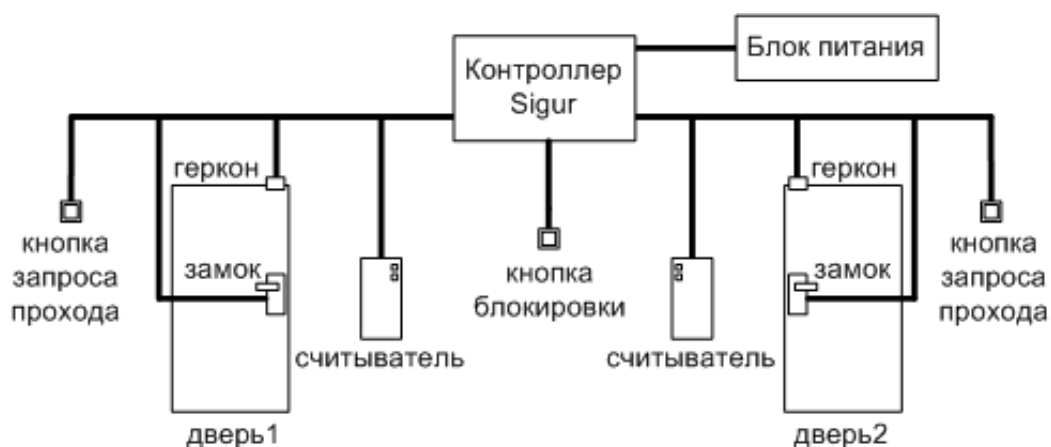 Блок питания
Контроллер
Sigur
геркон
геркон
кнопка
запроса
прохода
замок
считыватель
дверь1
кнопка
блокировки
считыватель
замок
дверь2
кнопка
запроса
прохода